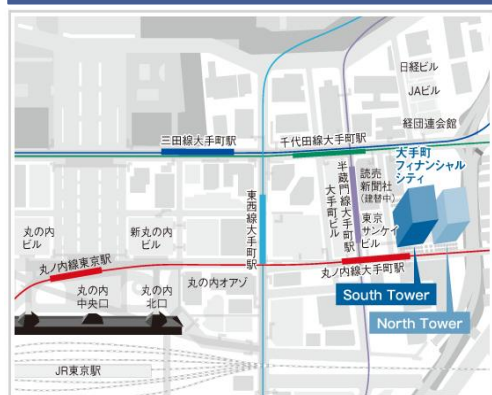 日経ビル
JAビル
経団連会館
三田線大手町駅
千代田線大手町駅
大手町
フィナンシャル
シティ
読売
新聞社
(建替中)
半蔵門線大手町駅
大手町ビル
東京
サンケイ
ビル
東西線大手町駅
丸の内
ビル
新丸の内
ビル
丸ノ内線東京駅
丸の内オアゾ
丸ノ内線大手町駅
丸の内
中央口
丸の内
北口
South Tower
North Tower
JR東京駅